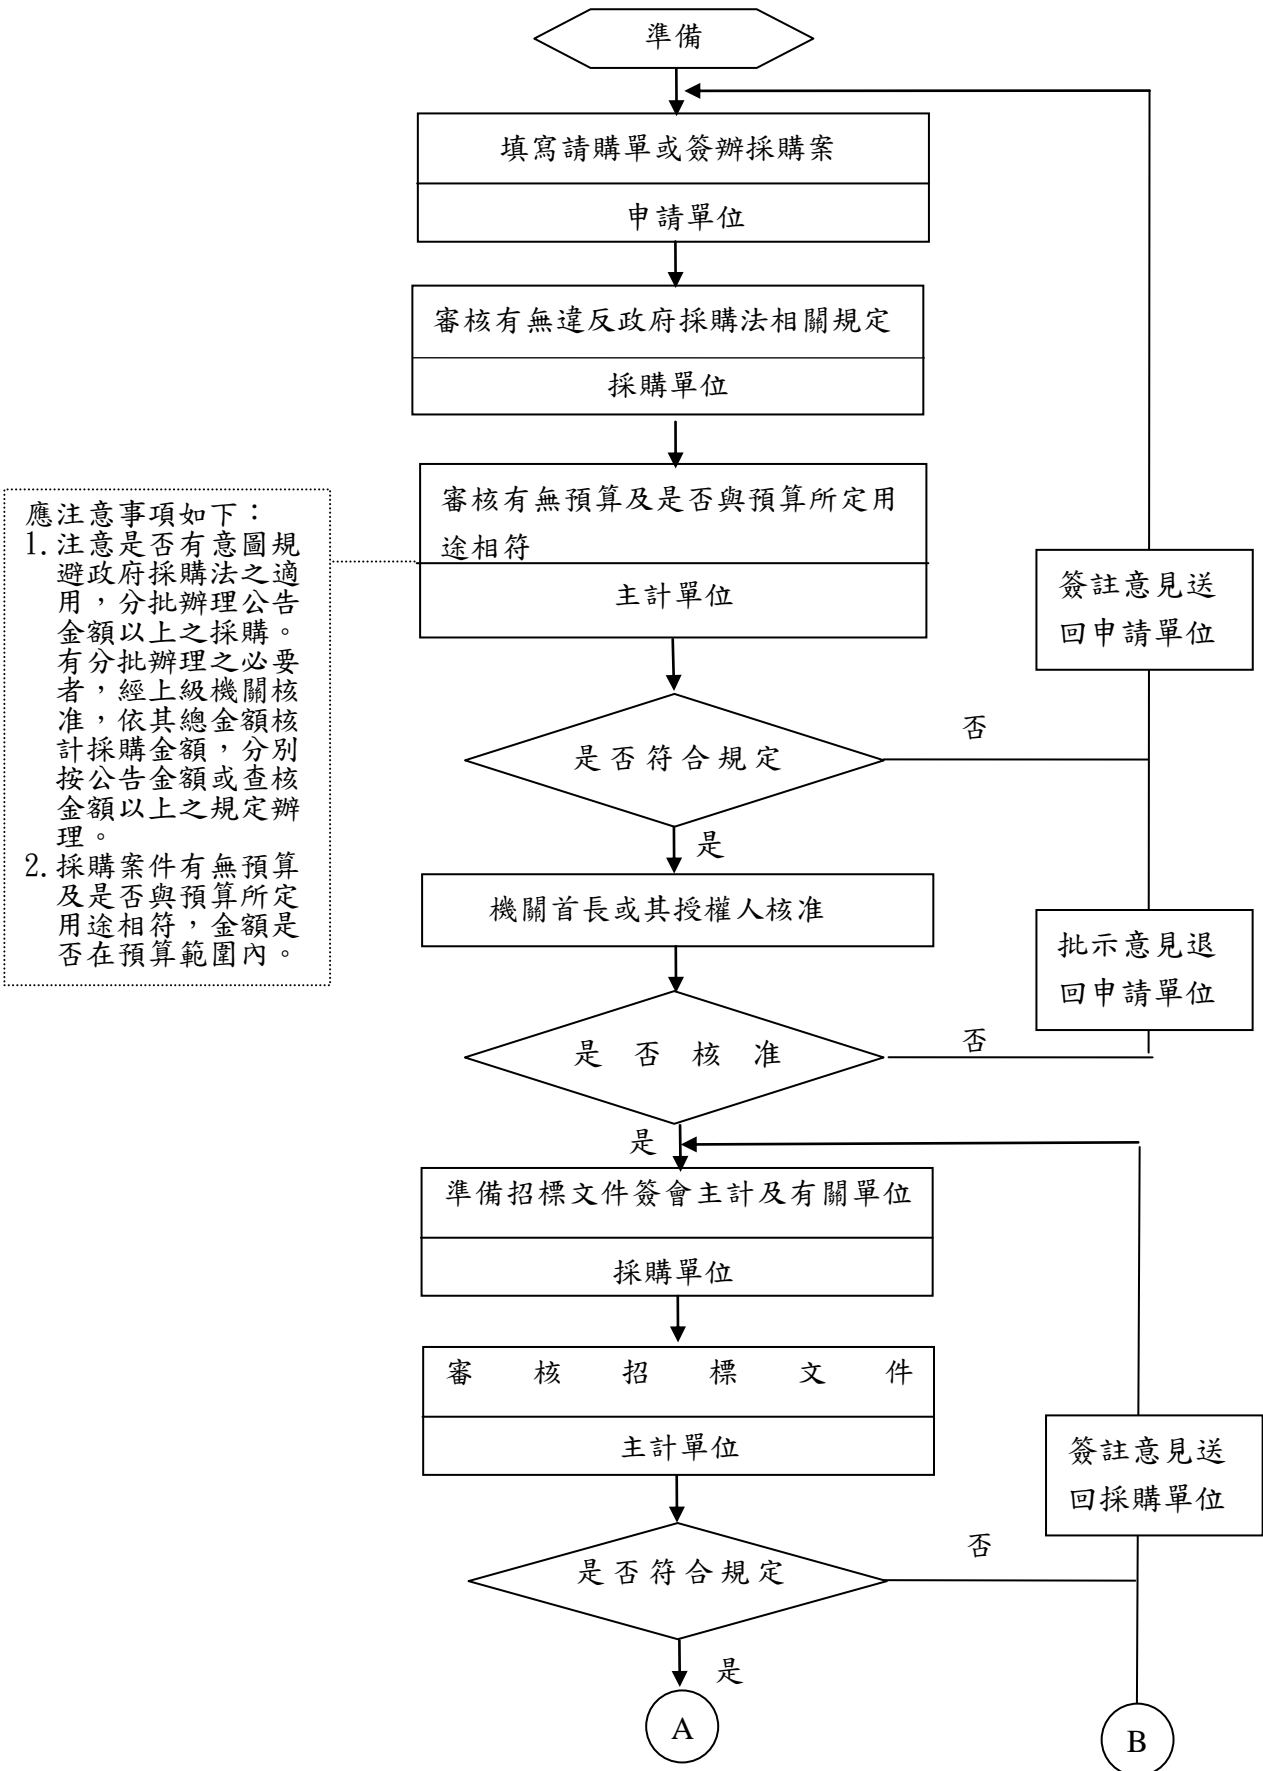 準備
填寫請購單或簽辦採購案
申請單位
審核有無違反政府採購法相關規定
採購單位
審核有無預算及是否與預算所定用
途相符
主計單位
應注意事項如下：
1.注意是否有意圖規
避政府採購法之適
用，分批辦理公告
金額以上之採購。
有分批辦理之必要
者，經上級機關核
准，依其總金額核
計採購金額，分別
按公告金額或查核
金額以上之規定辦
理。
2.採購案件有無預算
及是否與預算所定
用途相符，金額是
否在預算範圍內。
簽註意見送
回申請單位
是否符合規定
否
是
機關首長或其授權人核准
批示意見退
回申請單位
是否核准
否
是
準備招標文件簽會主計及有關單位
採購單位
審核招標文件
主計單位
簽註意見送
回採購單位
是否符合規定
否
是
A
B